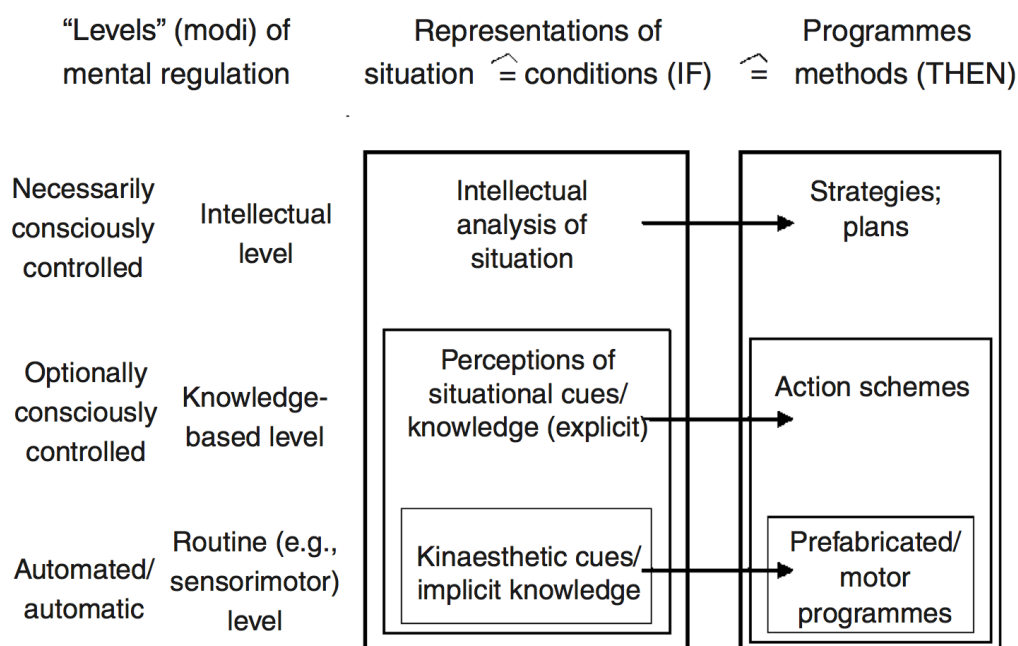 “Levels” (modi) of
mental regulation
Representations of
situation ≙ conditions (IF)
≙
Programmes
methods (THEN)
Necessarily
consciously
controlled
Intellectual
level
Intellectual
analysis of
situation
Strategies;
plans
Optionally
consciously
controlled
Knowledge-
based level
Perceptions of
situational cues/
knowledge (explicit)
Action schemes
Automated/
automatic
Routine (e.g.,
sensorimotor)
level
Kinaesthetic cues/
implicit knowledge
Prefabricated/
motor
programmes